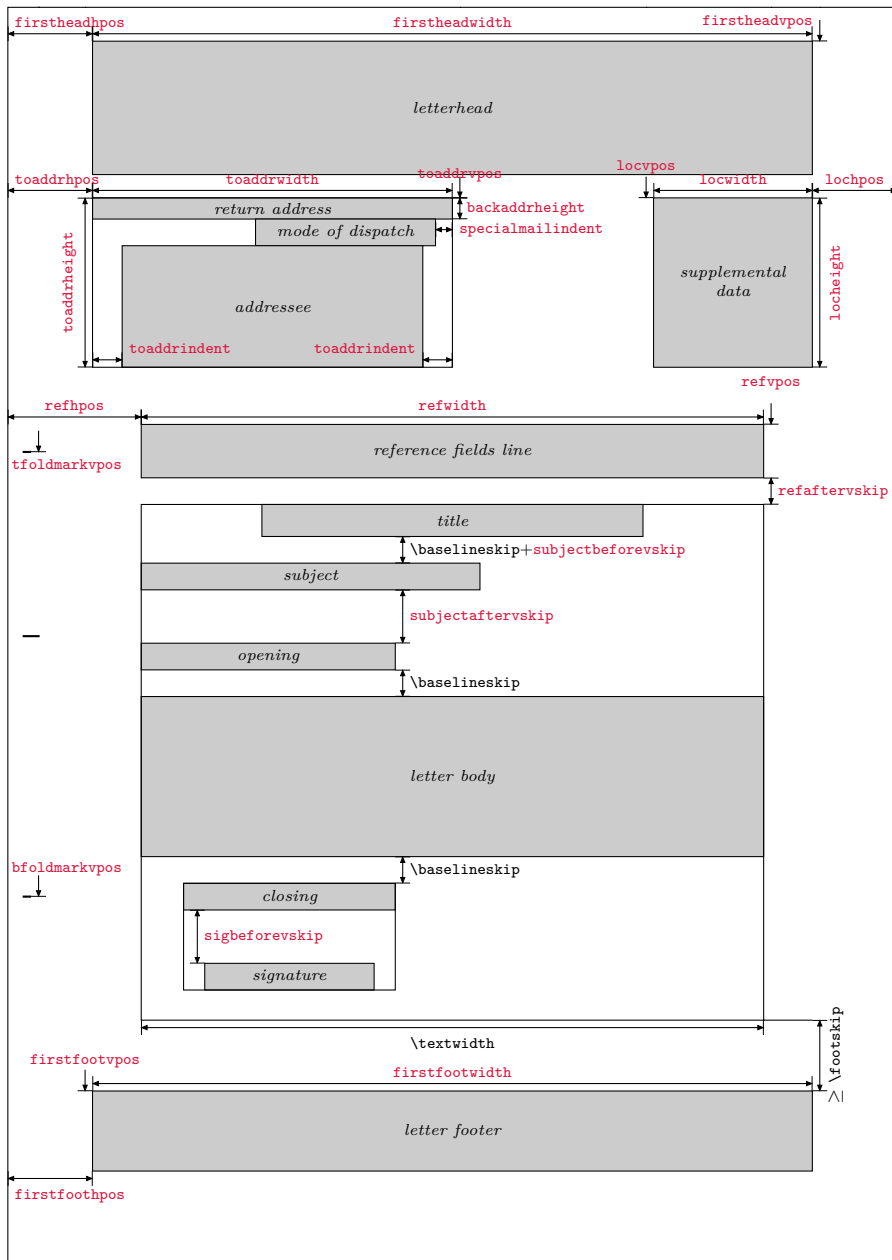 firstheadhpos firstheadwidth firstheadvpos
letterhead
toaddrhpos toaddrwidth toaddrvpos locvpos locwidth lochpos
return address backaddrheight
mode of dispatch specialmailindent
toaddrheight
addressee
supplemental
data
locheight
toaddrindent toaddrindent
refvpos
refhpos refwidth
reference fields line
tfoldmarkvpos
refaftervskip
title
\baselineskip+subjectbeforevskip
subject
subjectaftervskip
opening
\baselineskip
letter body
bfoldmarkvpos
\baselineskip
closing
sigbeforevskip
signature
\textwidth
≥ \footskip
firstfootvpos
firstfootwidth
letter footer
firstfoothpos